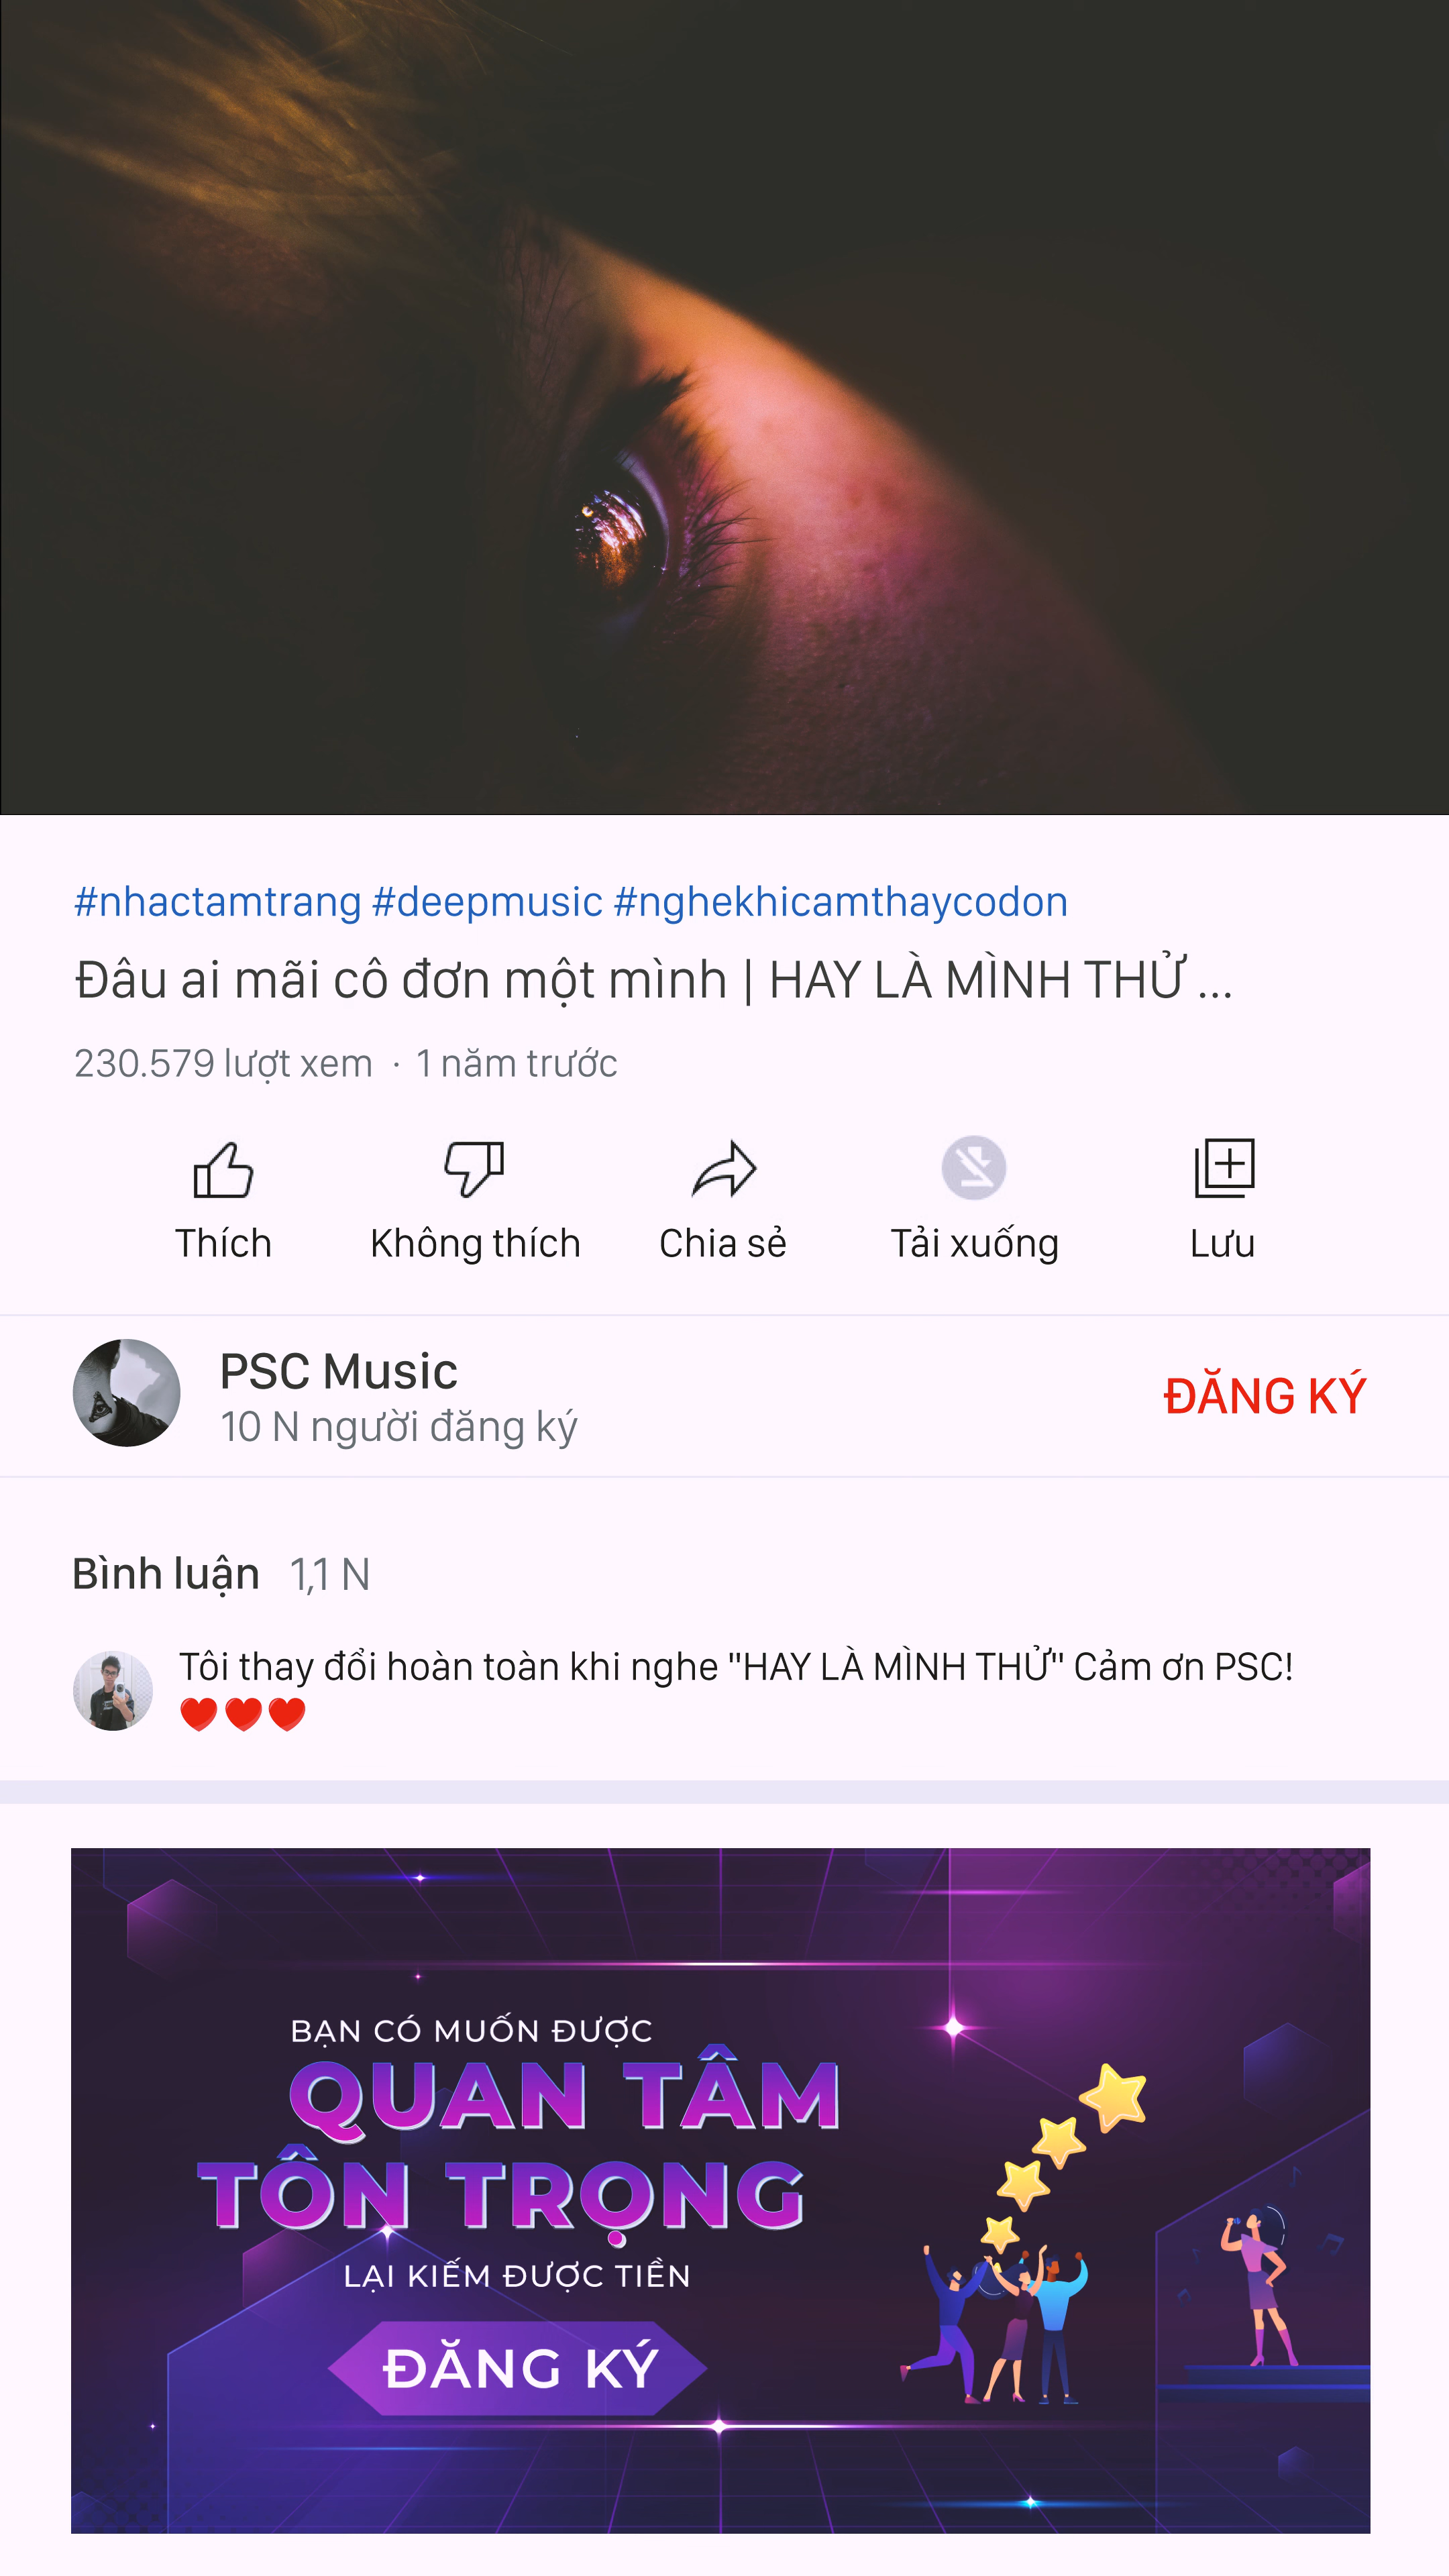 #nhactamtrang #deepmusic #nghekhicamthaycodon
Đâu ai mãi cô đơn một mình | HAY LÀ MÌNH THỬ ...
230.579 lượt xem · 1 năm trước
Thích
Không thích
Chia sẻ
Tải xuống
Lưu
PSC Music
10 N người đăng ký
ĐĂNG KÝ
Bình luận 1,1 N
Tôi thay đổi hoàn toàn khi nghe "HAY LÀ MÌNH THỬ" Cảm ơn PSC!
❤️❤️❤️
BẠN CÓ MUỐN ĐƯỢC
QUAN TÂM
TÔN TRỌNG
LẠI KIẾM ĐƯỢC TIỀN
ĐĂNG KÝ